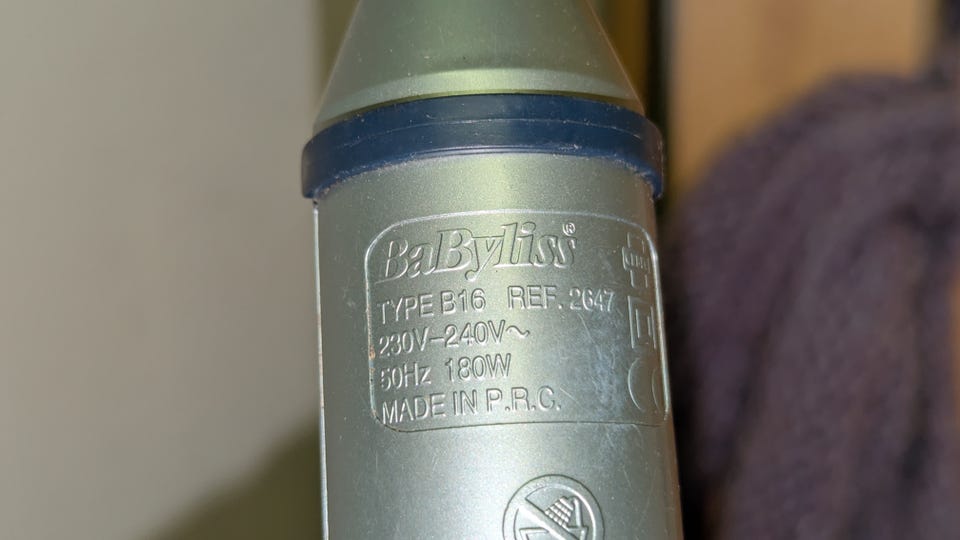 BaByliss®
TYPE B16 REF. 2647
230V-240V~
50Hz 180W
MADE IN P.R.C.